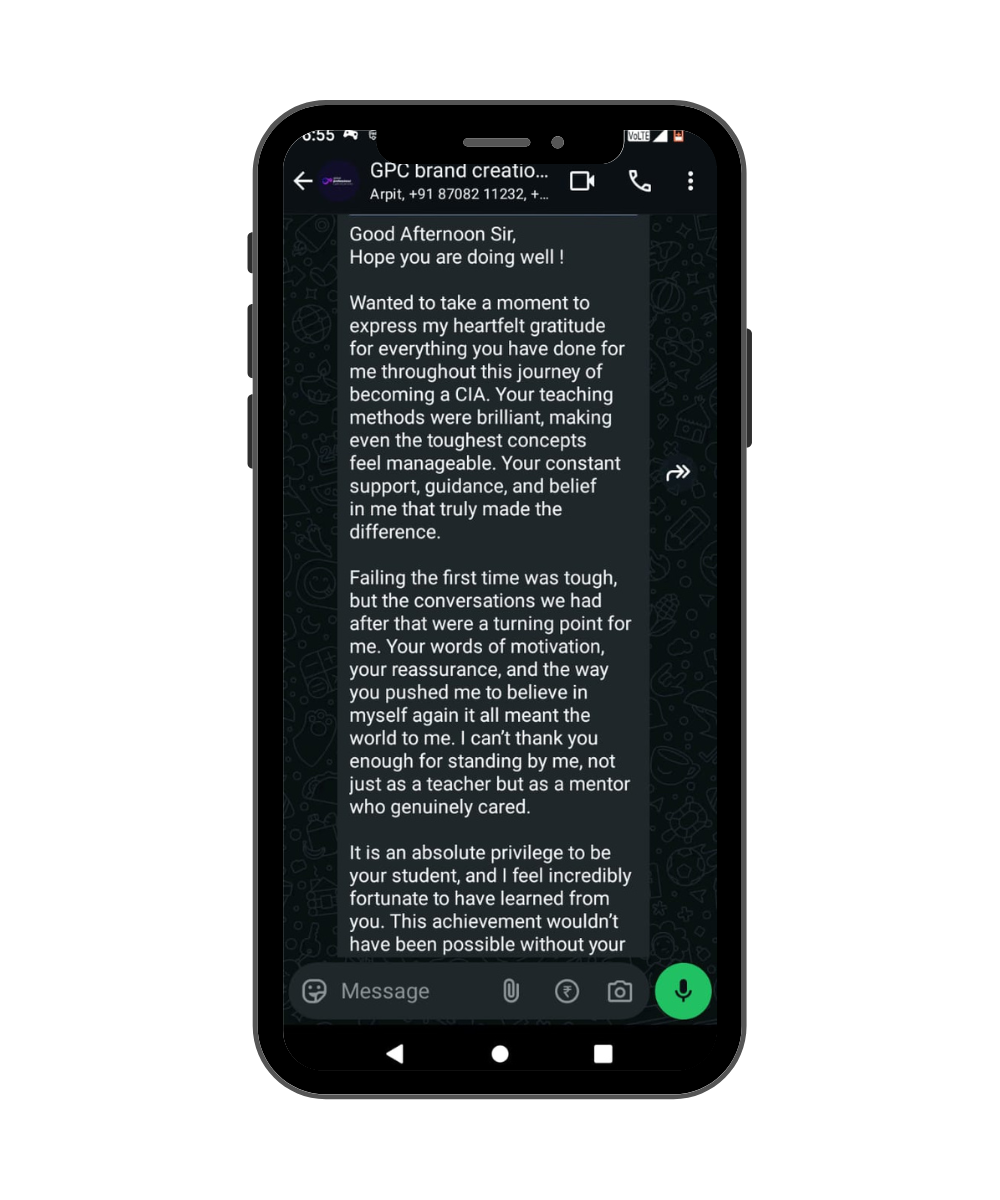 6:55
VoLTE
GPC brand creatio...
Arpit, +91 87082 11232, +...
Good Afternoon Sir,
Hope you are doing well !
Wanted to take a moment to
express my heartfelt gratitude
for everything you have done for
me throughout this journey of
becoming a CIA. Your teaching
methods were brilliant, making
even the toughest concepts
feel manageable. Your constant
support, guidance, and belief
in me that truly made the
difference.
Failing the first time was tough,
but the conversations we had
after that were a turning point for
me. Your words of motivation,
your reassurance, and the way
you pushed me to believe in
myself again it all meant the
world to me. I can’t thank you
enough for standing by me, not
just as a teacher but as a mentor
who genuinely cared.
It is an absolute privilege to be
your student, and I feel incredibly
fortunate to have learned from
you. This achievement wouldn’t
have been possible without your
Message